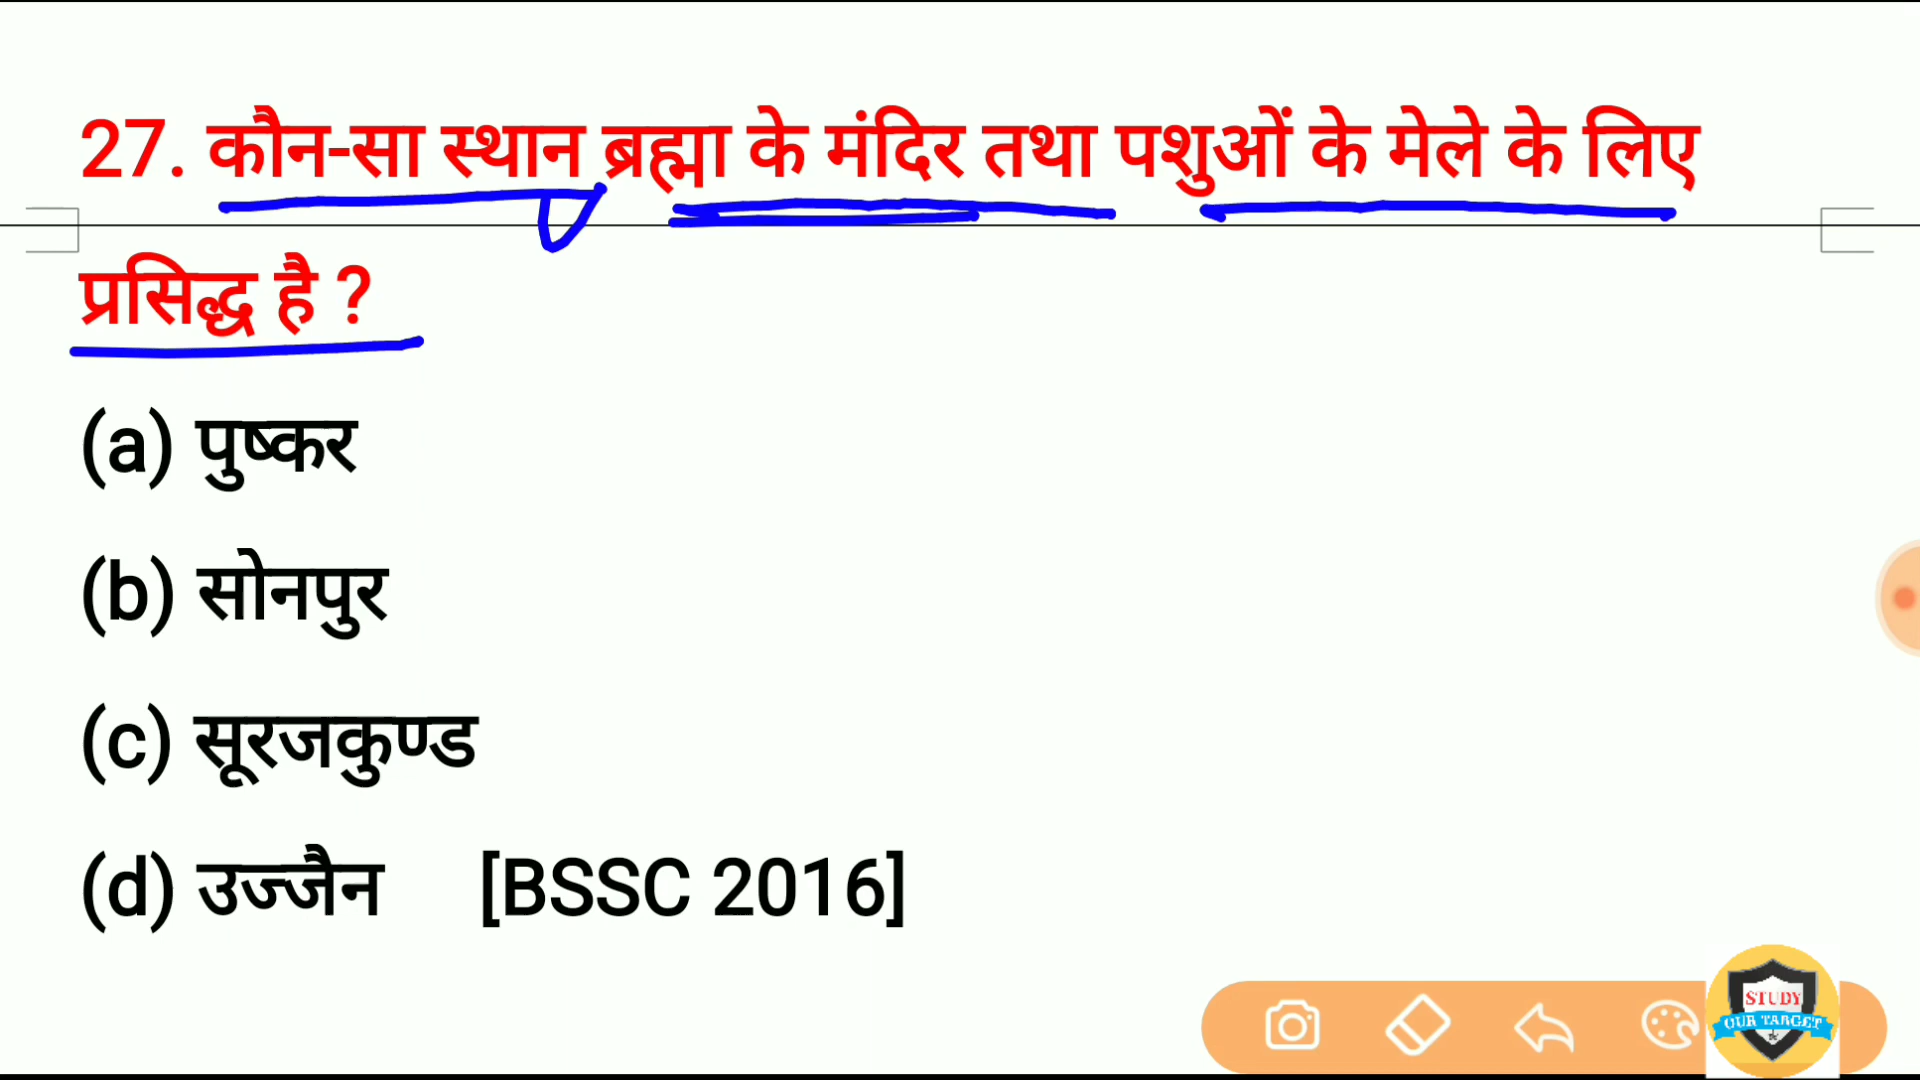 27. कौन-सा स्थान ब्रह्मा के मंदिर तथा पशुओं के मेले के लिए
प्रसिद्ध है ?
(a) पुष्कर
(b) सोनपुर
(c) सूरजकुण्ड
(d) उज्जैन [BSSC 2016]
STUDY
OUR TARGET